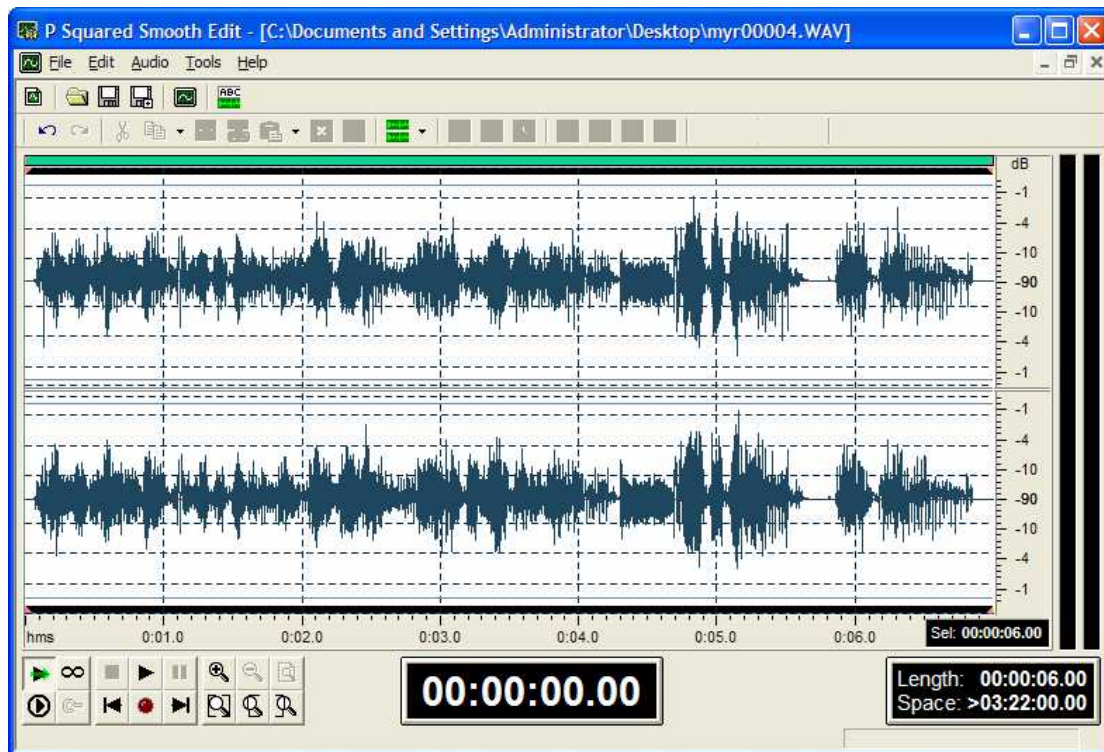 P Squared Smooth Edit - [C:\Documents and Settings\Administrator\Desktop\myr00004.WAV]
File Edit Audio Tools Help
ABC
dB
-1
-4
-10
-90
-10
-4
-1
-1
-4
-10
-90
-10
-4
-1
hms 0:01.0 0:02.0 0:03.0 0:04.0 0:05.0 0:06.0 Sel: 00:00:06.00
00:00:00.00
Length: 00:00:06.00
Space: >03:22:00.00